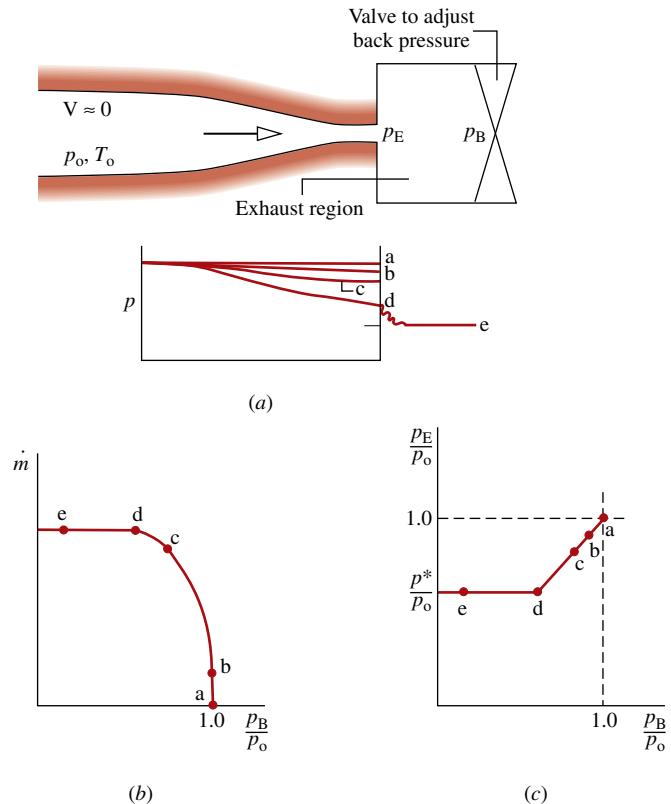 Valve to adjust
back pressure
V ≈ 0
p_E
p_B
p_o, T_o
Exhaust region
a
b
p
c
d
e
(a)
ṁ
e
d
c
b
a
1.0
p_B
p_o
(b)
p_E
p_o
1.0
a
b
c
p*
p_o
e
d
1.0
p_B
p_o
(c)